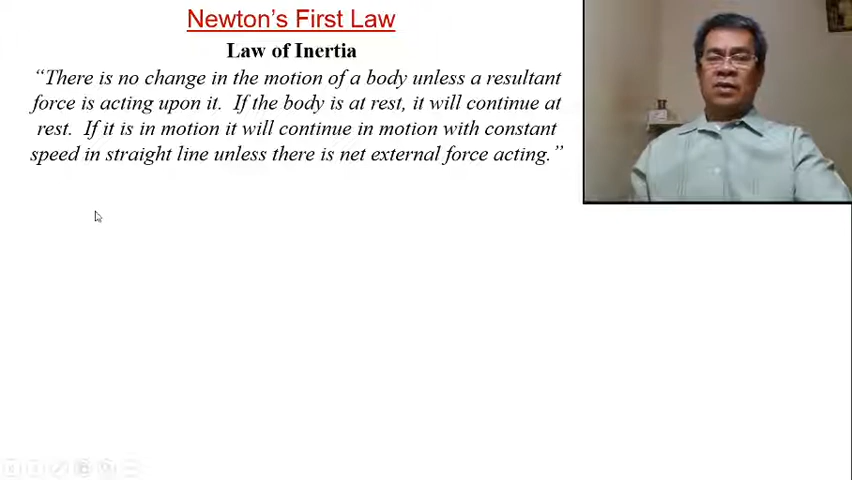 Newton’s First Law
Law of Inertia
“There is no change in the motion of a body unless a resultant
force is acting upon it. If the body is at rest, it will continue at
rest. If it is in motion it will continue in motion with constant
speed in straight line unless there is net external force acting.”